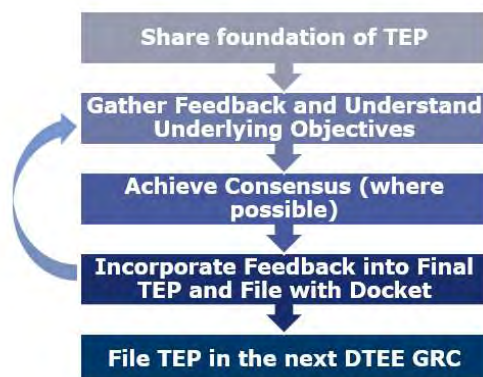 Share foundation of TEP
Gather Feedback and Understand
Underlying Objectives
Achieve Consensus (where
possible)
Incorporate Feedback into Final
TEP and File with Docket
File TEP in the next DTEE GRC